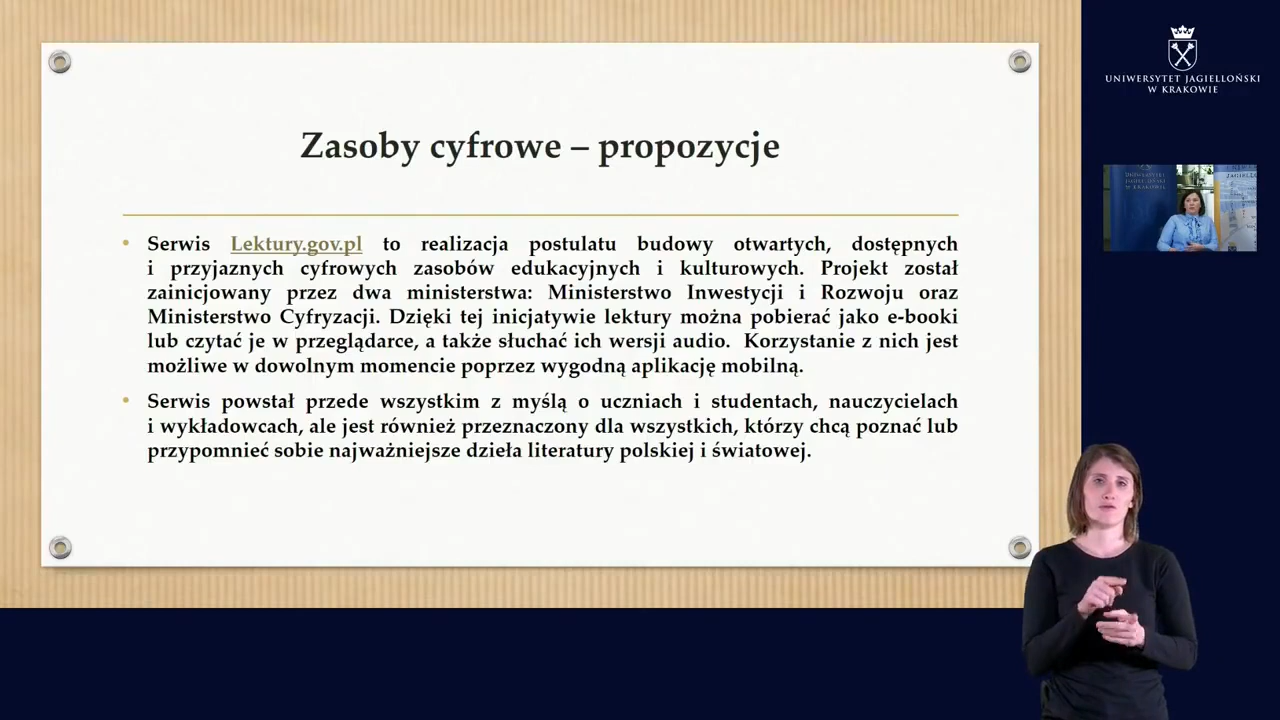 Zasoby cyfrowe – propozycje
• Serwis Lektury.gov.pl to realizacja postulatu budowy otwartych, dostępnych
i przyjaznych cyfrowych zasobów edukacyjnych i kulturowych. Projekt został
zainicjowany przez dwa ministerstwa: Ministerstwo Inwestycji i Rozwoju oraz
Ministerstwo Cyfryzacji. Dzięki tej inicjatywie lektury można pobierać jako e-booki
lub czytać je w przeglądarce, a także słuchać ich wersji audio. Korzystanie z nich jest
możliwe w dowolnym momencie poprzez wygodną aplikację mobilną.
• Serwis powstał przede wszystkim z myślą o uczniach i studentach, nauczycielach
i wykładowcach, ale jest również przeznaczony dla wszystkich, którzy chcą poznać lub
przypomnieć sobie najważniejsze dzieła literatury polskiej i światowej.
UNIWERSYTET JAGIELLOŃSKI
W KRAKOWIE
UNIWERSYTET
JAGIELLOŃSKI
W KRAKOWIE